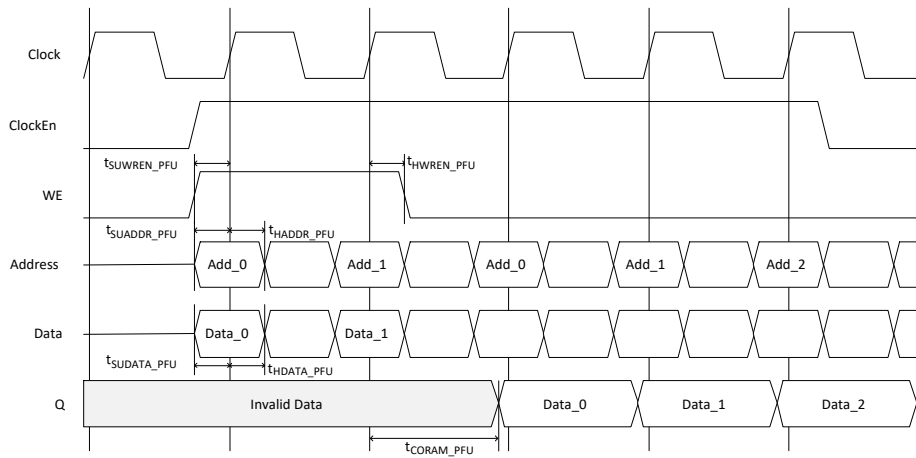 Clock
ClockEn
tSUWREN_PFU
tHWREN_PFU
WE
tSUADDR_PFU
tHADDR_PFU
Address
Add_0
Add_1
Add_0
Add_1
Add_2
Data
Data_0
Data_1
tSUDATA_PFU
tHDATA_PFU
Q
Invalid Data
Data_0
Data_1
Data_2
tCORAM_PFU